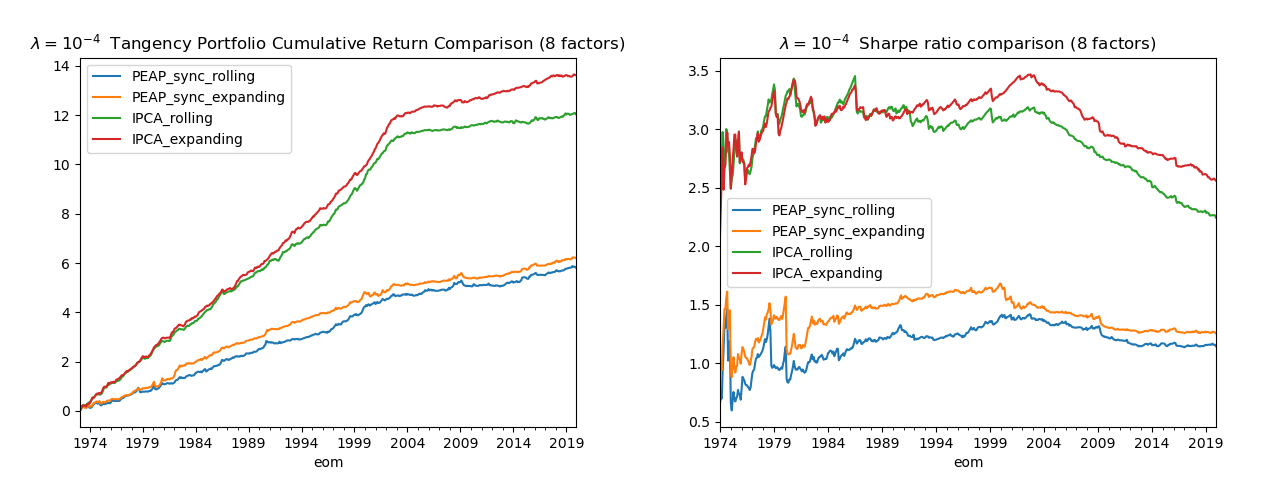 λ = 10⁻⁴ Tangency Portfolio Cumulative Return Comparison (8 factors)
14
12
10
8
6
4
2
0
PEAP_sync_rolling
PEAP_sync_expanding
IPCA_rolling
IPCA_expanding
1974 1979 1984 1989 1994 1999 2004 2009 2014 2019
eom
λ = 10⁻⁴ Sharpe ratio comparison (8 factors)
3.5
3.0
2.5
2.0
1.5
1.0
0.5
PEAP_sync_rolling
PEAP_sync_expanding
IPCA_rolling
IPCA_expanding
1974 1979 1984 1989 1994 1999 2004 2009 2014 2019
eom